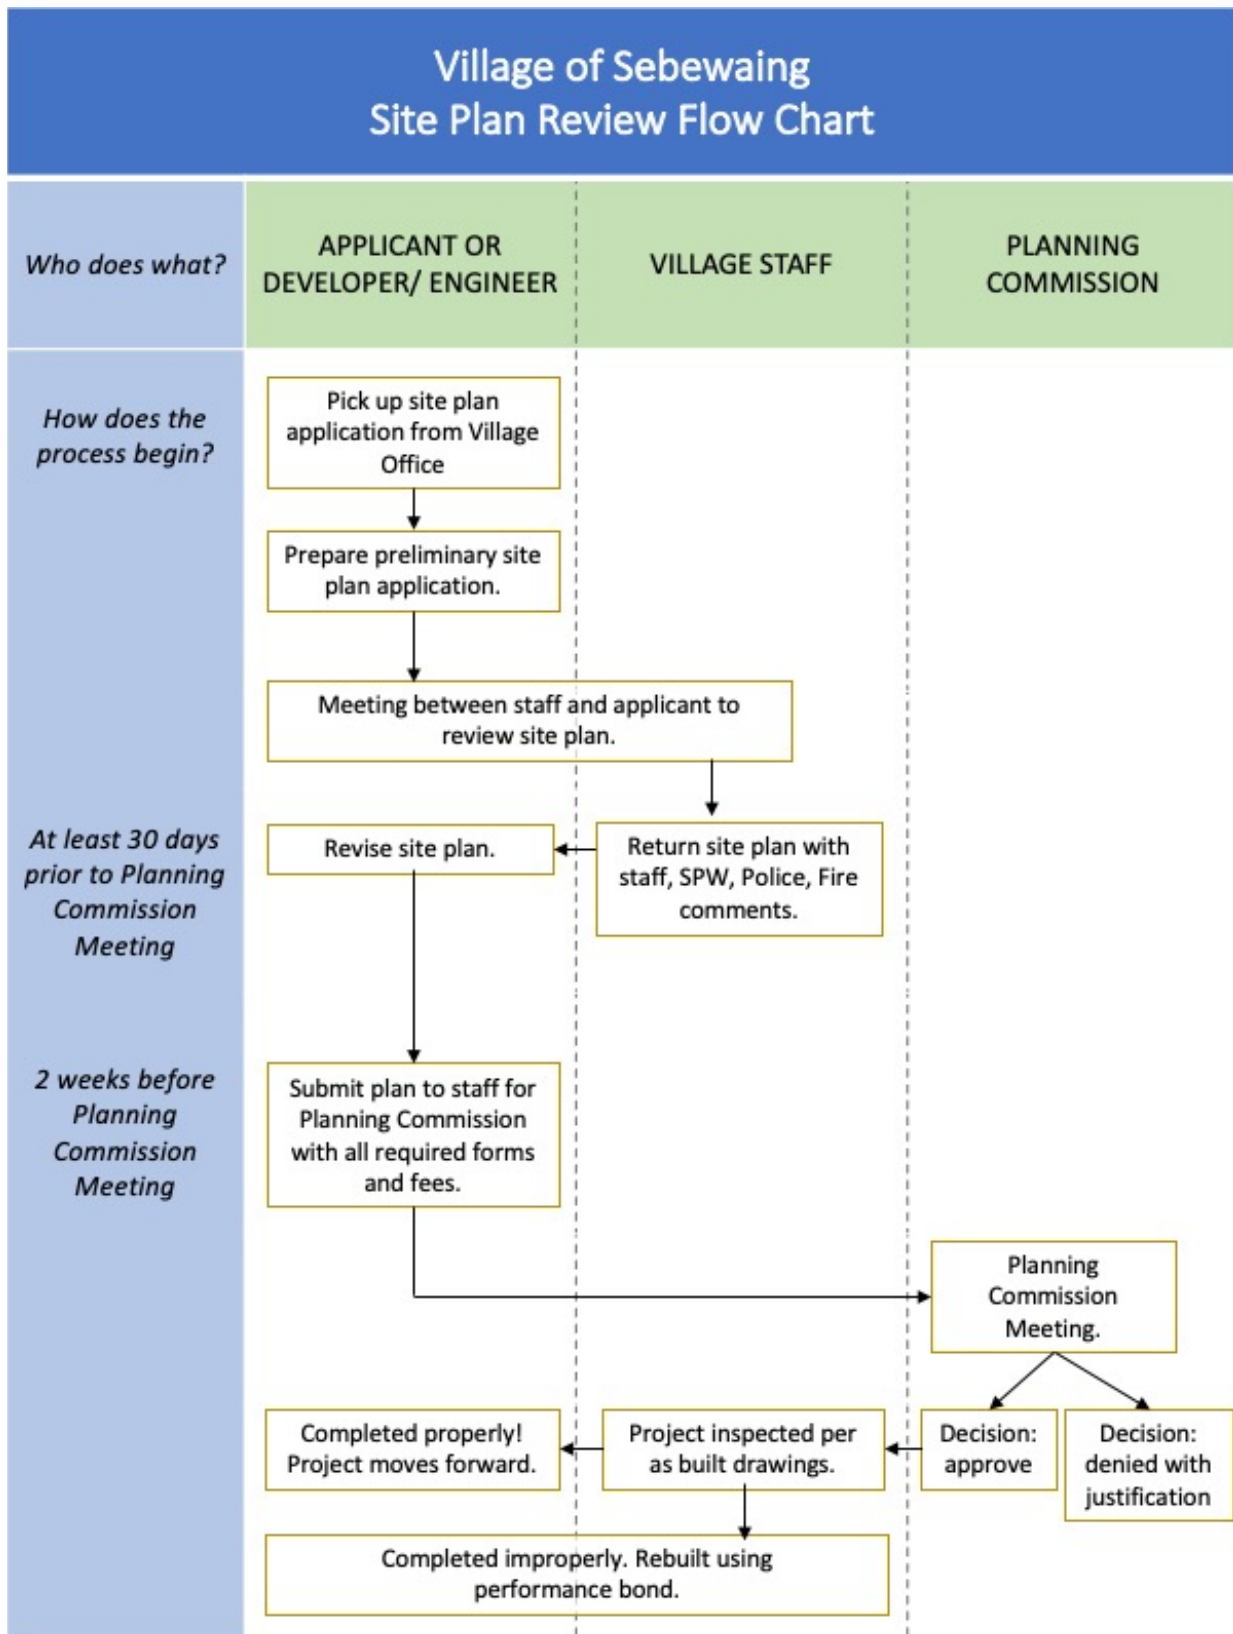 Village of Sebewaing
Site Plan Review Flow Chart
Who does what?
APPLICANT OR
DEVELOPER/ ENGINEER
VILLAGE STAFF
PLANNING
COMMISSION
How does the
process begin?
Pick up site plan
application from Village
Office
Prepare preliminary site
plan application.
Meeting between staff and applicant to
review site plan.
At least 30 days
prior to Planning
Commission
Meeting
Revise site plan.
Return site plan with
staff, SPW, Police, Fire
comments.
2 weeks before
Planning
Commission
Meeting
Submit plan to staff for
Planning Commission
with all required forms
and fees.
Planning
Commission
Meeting.
Completed properly!
Project moves forward.
Project inspected per
as built drawings.
Decision:
approve
Decision:
denied with
justification
Completed improperly. Rebuilt using
performance bond.